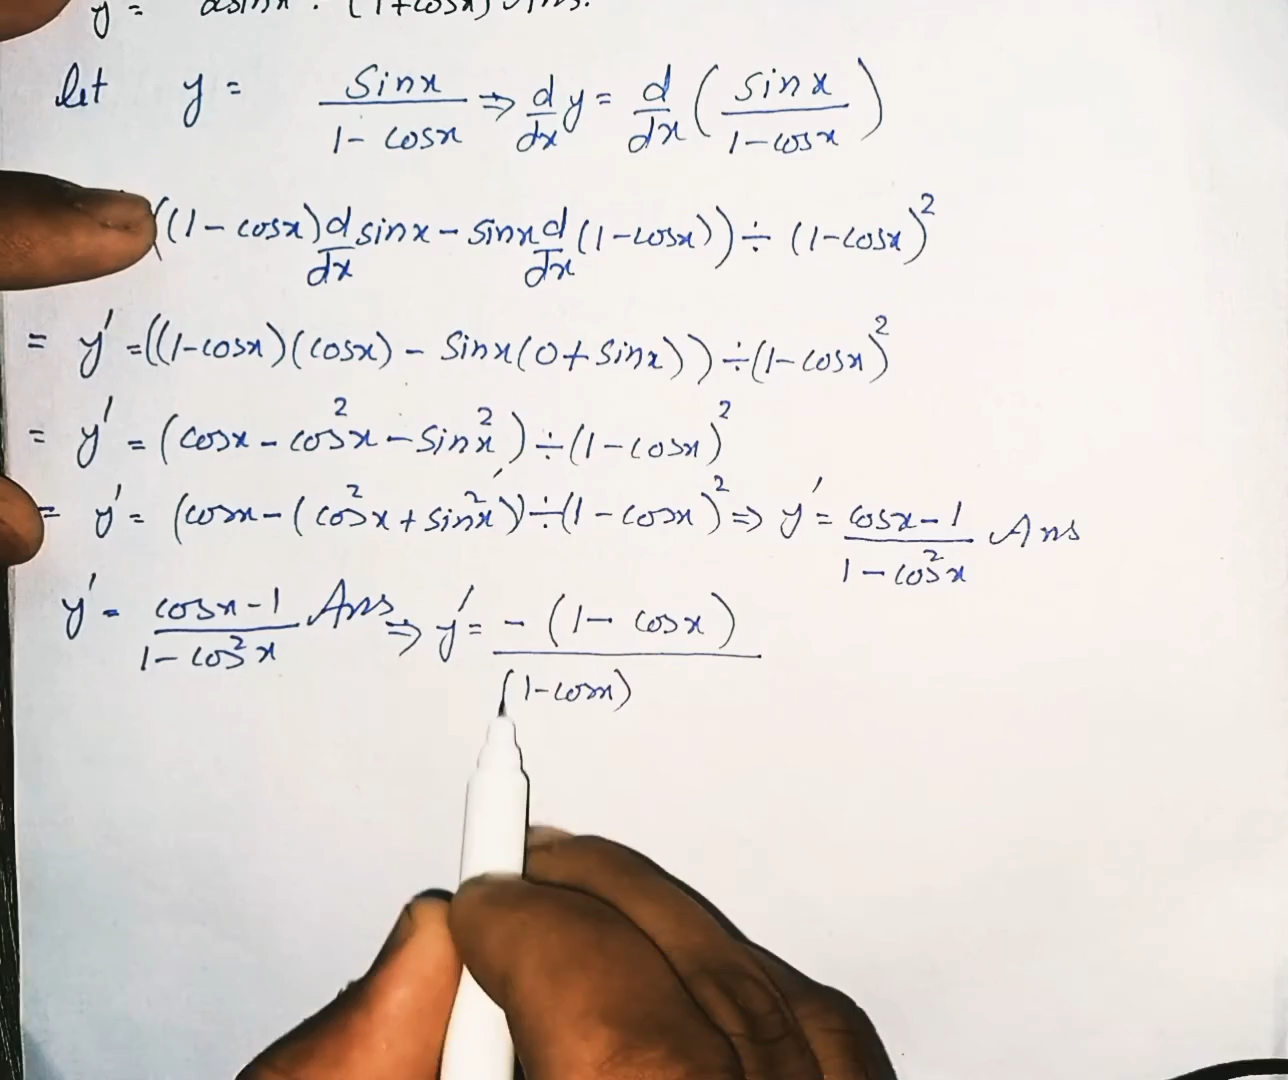 y =
let y = sinx / 1 - cosx ⇒ d/dx y = d/dx ( sinx / 1 - cosx )
((1 - cosx) d/dx sinx - sinx d/dx (1 - cosx)) ÷ (1 - cosx)²
= y' = ((1-cosx)(cosx) - sinx(0 + sinx)) ÷ (1 - cosx)²
= y' = (cosx - cos²x - sin²x) ÷ (1 - cosx)²
= y' = (cosx - (cos²x + sin²x)) ÷ (1 - cosx)² ⇒ y' = cosx - 1 / 1 - cos²x Ans
y' = cosx - 1 / 1 - cos²x Ans ⇒ y' = - (1 - cosx) / (1 - cosx)